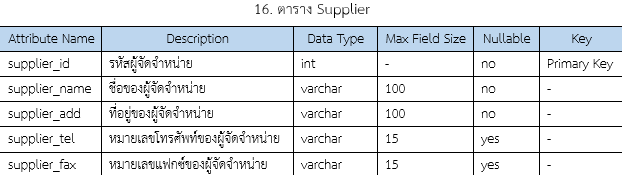 16. ตาราง Supplier
Attribute Name Description Data Type Max Field Size Nullable Key
supplier_id รหัสผู้จัดจำหน่าย int - no Primary Key
supplier_name ชื่อของผู้จัดจำหน่าย varchar 100 no -
supplier_add ที่อยู่ของผู้จัดจำหน่าย varchar 100 no -
supplier_tel หมายเลขโทรศัพท์ของผู้จัดจำหน่าย varchar 15 yes -
supplier_fax หมายเลขแฟกซ์ของผู้จัดจำหน่าย varchar 15 yes -